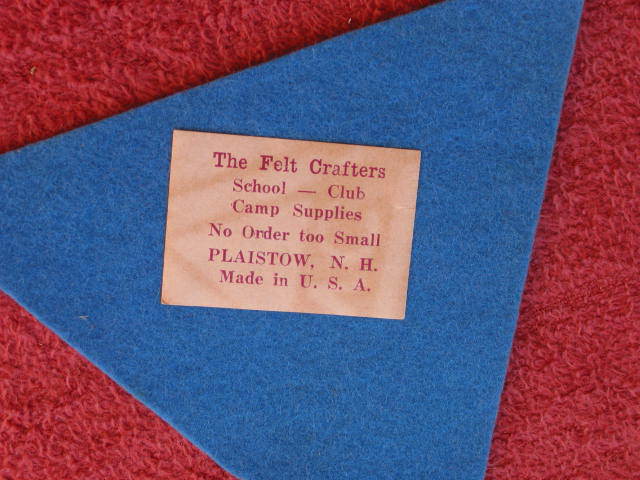 The Felt Crafters
School — Club
Camp Supplies
No Order too Small
PLAISTOW, N. H.
Made in U. S. A.